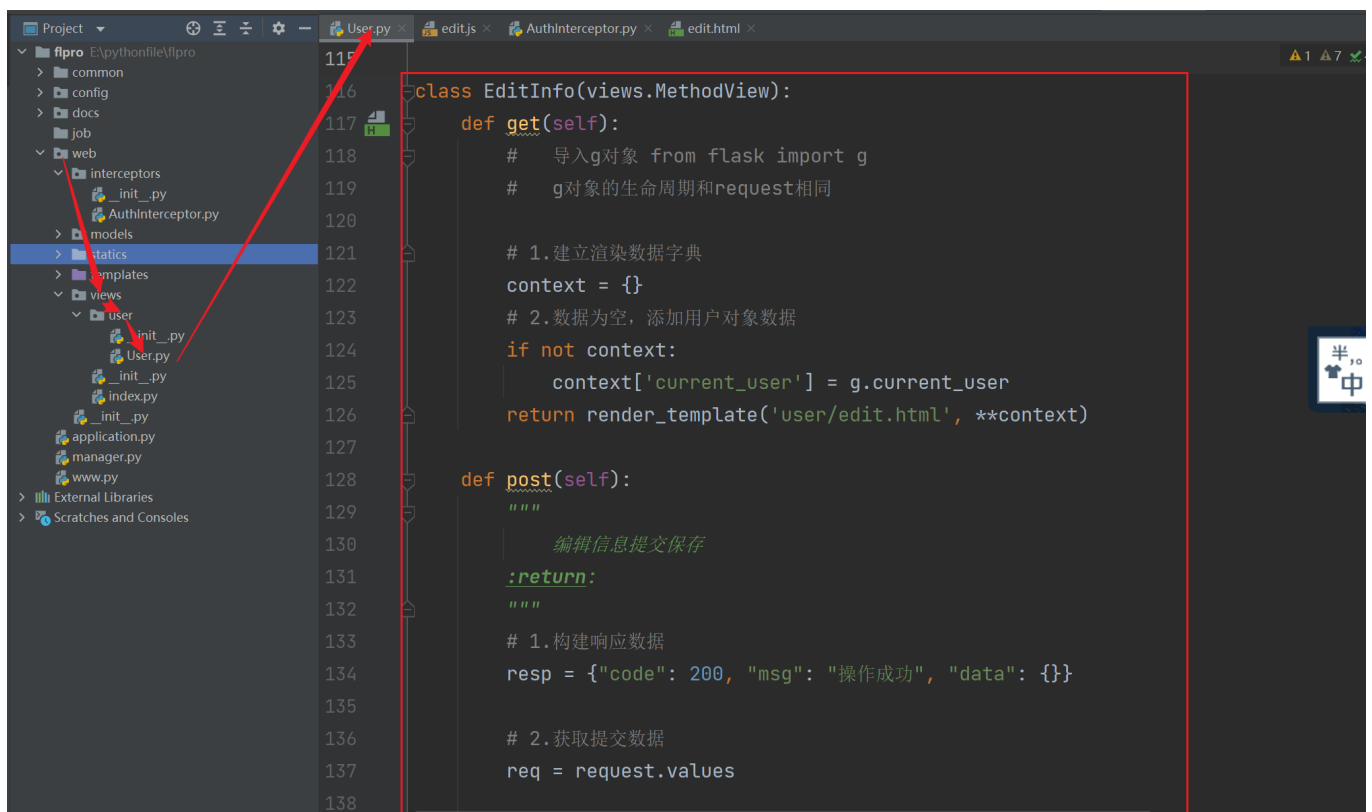 Project
User.py
edit.js
AuthInterceptor.py
edit.html
flpro E:\pythonfile\flpro
common
config
docs
job
web
interceptors
__init__.py
AuthInterceptor.py
models
statics
templates
views
user
__init__.py
User.py
__init__.py
index.py
__init__.py
application.py
manager.py
www.py
External Libraries
Scratches and Consoles
1 7
115
116 class EditInfo(views.MethodView):
117 def get(self):
118 # 导入g对象 from flask import g
119 # g对象的生命周期和request相同
120
121 # 1.建立渲染数据字典
122 context = {}
123 # 2.数据为空，添加用户对象数据
124 if not context:
125 context['current_user'] = g.current_user
126 return render_template('user/edit.html', **context)
127
128 def post(self):
129 """
130 编辑信息提交保存
131 :return:
132 """
133 # 1.构建响应数据
134 resp = {"code": 200, "msg": "操作成功", "data": {}}
135
136 # 2.获取提交数据
137 req = request.values
138
半
中